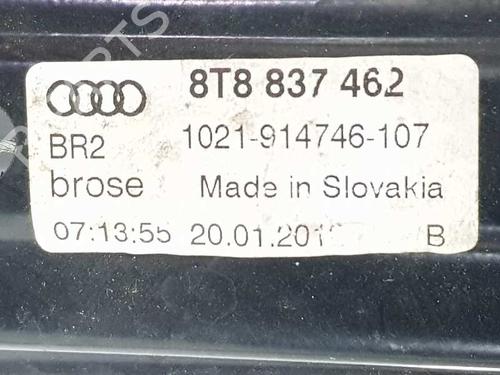 8T8 837 462
BR2 1021-914746-107
brose Made in Slovakia
07:13:55 B